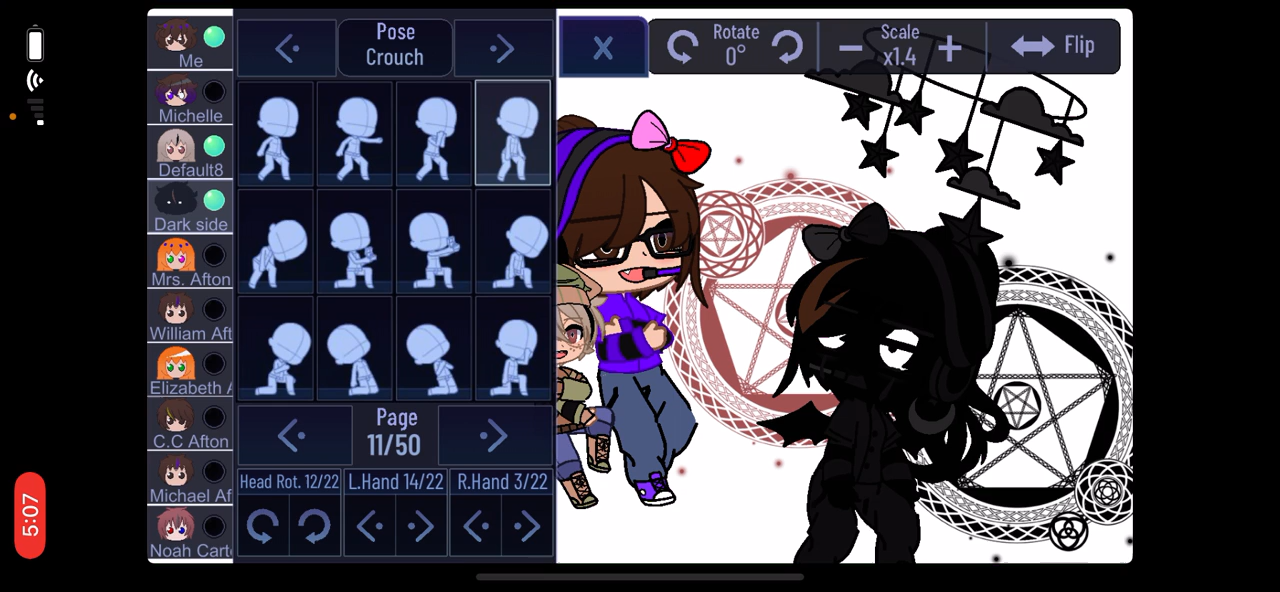 5:07
Me
Michelle
Default8
Dark side
Mrs. Afton
William Aft
Elizabeth A
C.C Afton
Michael Af
Noah Carte
Pose
Crouch
Page
11/50
Head Rot. 12/22
L.Hand 14/22
R.Hand 3/22
X
Rotate
0°
Scale
x1.4
Flip